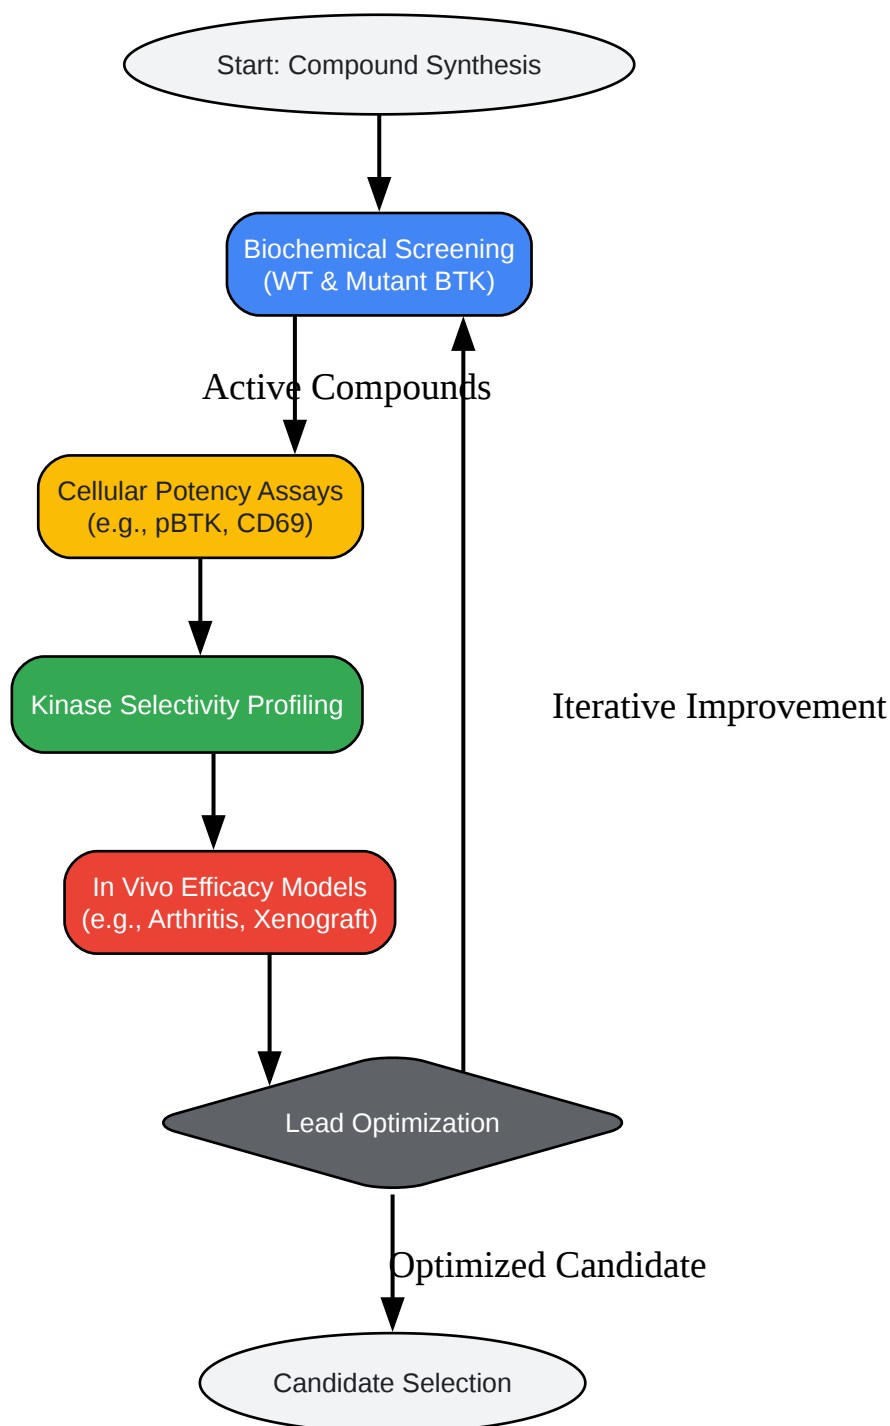 Start: Compound Synthesis
Biochemical Screening
(WT & Mutant BTK)
Active Compounds
Cellular Potency Assays
(e.g., pBTK, CD69)
Kinase Selectivity Profiling
Iterative Improvement
In Vivo Efficacy Models
(e.g., Arthritis, Xenograft)
Lead Optimization
Optimized Candidate
Candidate Selection